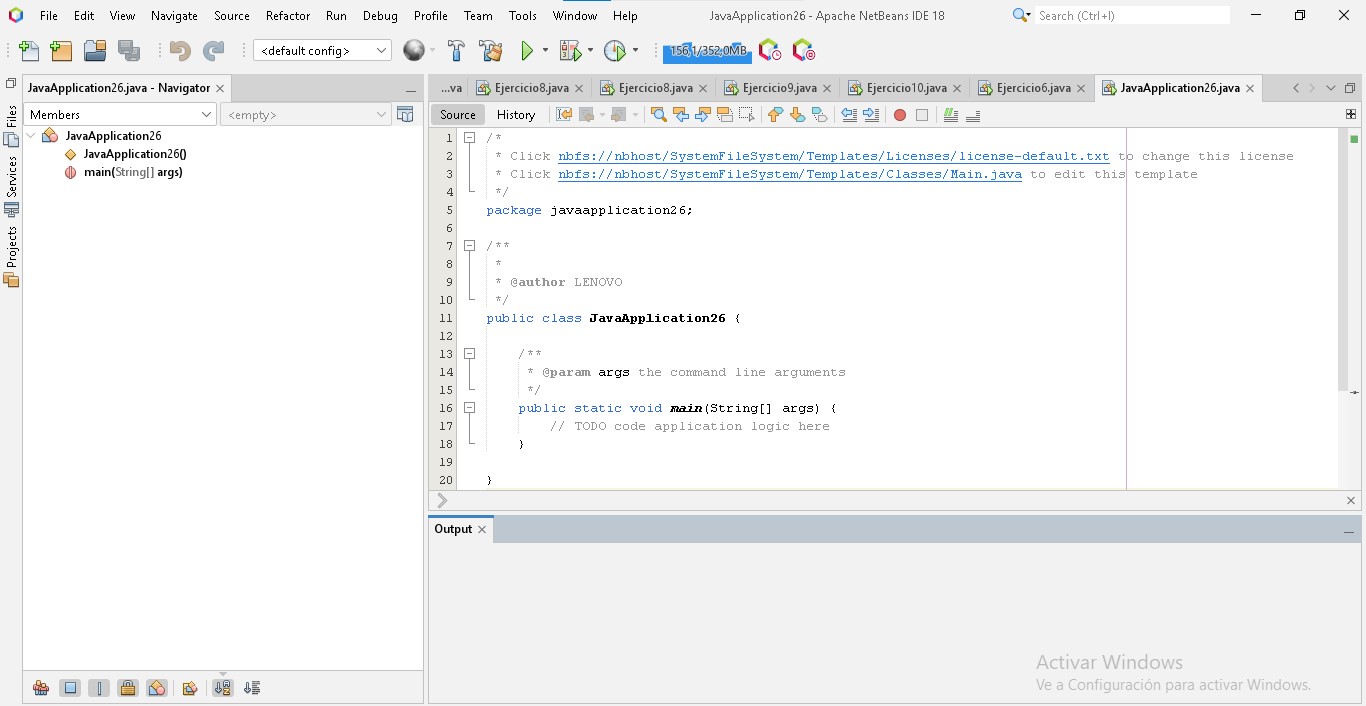 File Edit View Navigate Source Refactor Run Debug Profile Team Tools Window Help JavaApplication26 - Apache NetBeans IDE 18 Search (Ctrl+I)
<default config> 156,1/352,0MB
JavaApplication26.java - Navigator
...va Ejercicio8.java Ejercicio8.java Ejercicio9.java Ejercicio10.java Ejercicio6.java JavaApplication26.java
Members <empty>
Source History
Files
Services
Projects
JavaApplication26
JavaApplication26()
main(String[] args)
1 /*
2 * Click nbfs://nbhost/SystemFileSystem/Templates/Licenses/license-default.txt to change this license
3 * Click nbfs://nbhost/SystemFileSystem/Templates/Classes/Main.java to edit this template
4 */
5 package javaapplication26;
6
7 /**
8 *
9 * @author LENOVO
10 */
11 public class JavaApplication26 {
12
13 /**
14 * @param args the command line arguments
15 */
16 public static void main(String[] args) {
17 // TODO code application logic here
18 }
19
20 }
Output
Activar Windows
Ve a Configuración para activar Windows.